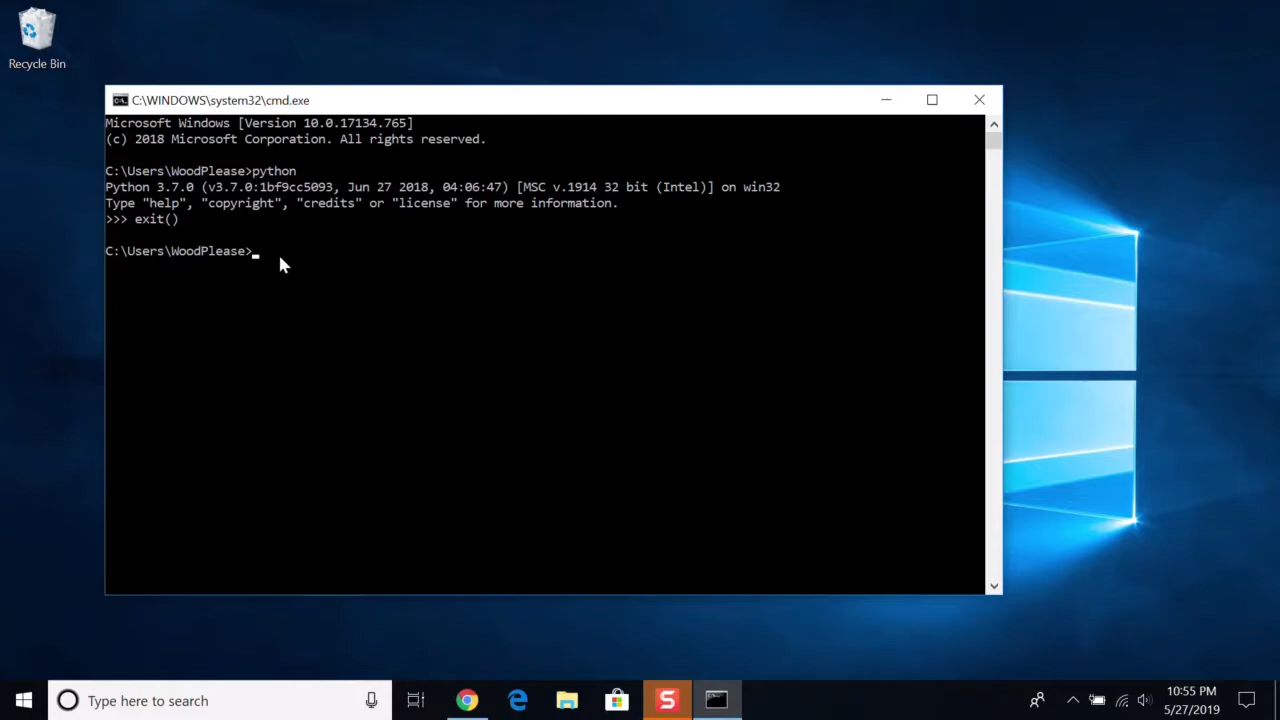 Recycle Bin
C:\WINDOWS\system32\cmd.exe
Microsoft Windows [Version 10.0.17134.765]
(c) 2018 Microsoft Corporation. All rights reserved.
C:\Users\WoodPlease>python
Python 3.7.0 (v3.7.0:1bf9cc5093, Jun 27 2018, 04:06:47) [MSC v.1914 32 bit (Intel)] on win32
Type "help", "copyright", "credits" or "license" for more information.
>>> exit()
C:\Users\WoodPlease>
Type here to search
10:55 PM
5/27/2019